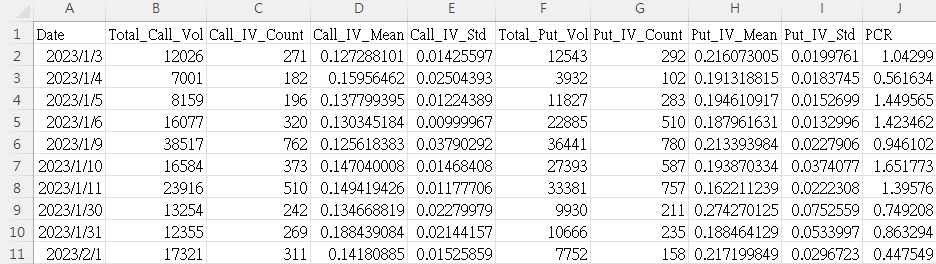 A B C D E F G H I J
1 Date Total_Call_Vol Call_IV_Count Call_IV_Mean Call_IV_Std Total_Put_Vol Put_IV_Count Put_IV_Mean Put_IV_Std PCR
2 2023/1/3 12026 271 0.127288101 0.01425597 12543 292 0.216073005 0.0199761 1.04299
3 2023/1/4 7001 182 0.15956462 0.02504393 3932 102 0.191318815 0.0183745 0.561634
4 2023/1/5 8159 196 0.137799395 0.01224389 11827 283 0.194610917 0.0152699 1.449565
5 2023/1/6 16077 320 0.130345184 0.00999967 22885 510 0.187961631 0.0132996 1.423462
6 2023/1/9 38517 762 0.125618383 0.03790292 36441 780 0.213393984 0.0227906 0.946102
7 2023/1/10 16584 373 0.147040008 0.01468408 27393 587 0.193870334 0.0374077 1.651773
8 2023/1/11 23916 510 0.149419426 0.01177706 33381 757 0.162211239 0.0222308 1.39576
9 2023/1/30 13254 242 0.134668819 0.02279979 9930 211 0.274270125 0.0752559 0.749208
10 2023/1/31 12355 269 0.188439084 0.02144157 10666 235 0.188464129 0.0533997 0.863294
11 2023/2/1 17321 311 0.14180885 0.01525859 7752 158 0.217199849 0.0296723 0.447549